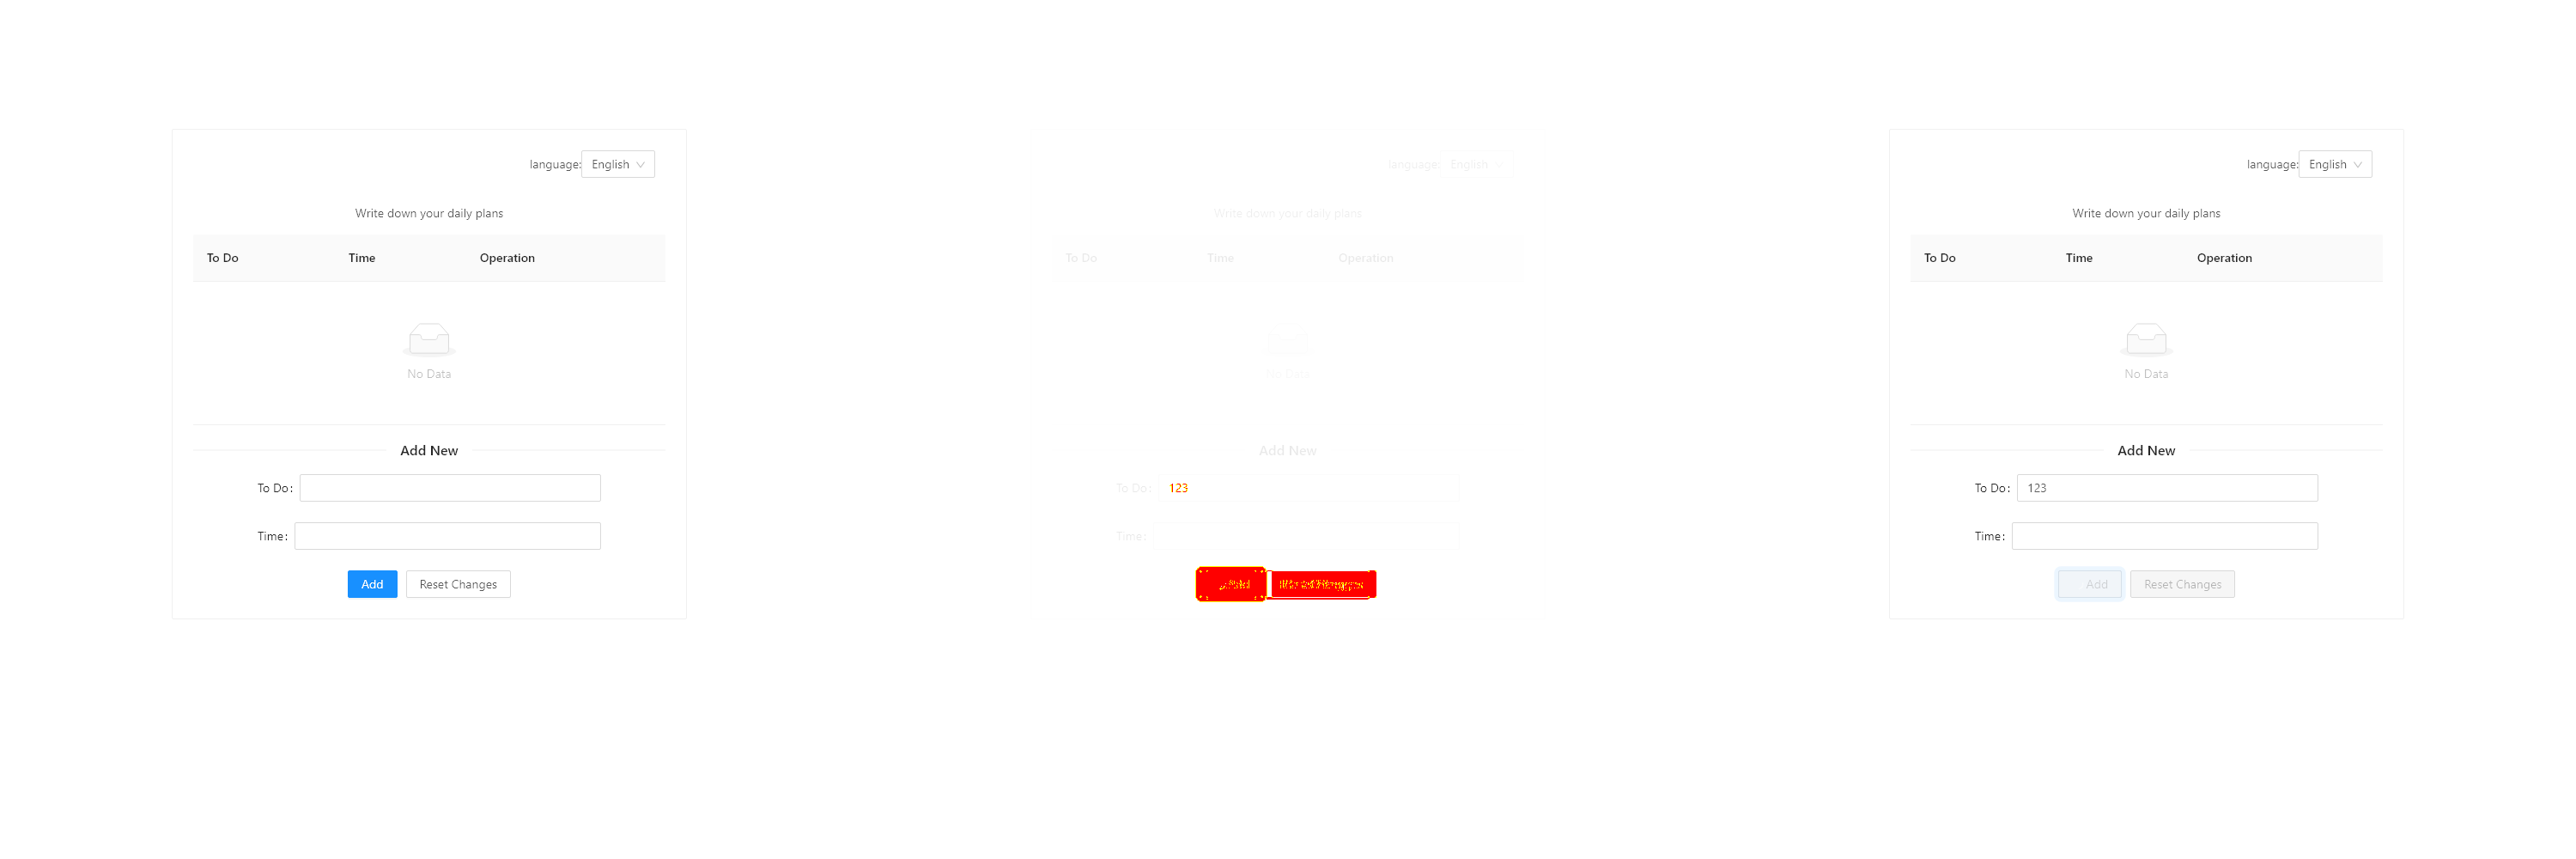 language: English
Write down your daily plans
To Do Time Operation
No Data
Add New
To Do:
Time:
Add Reset Changes
language: English
Write down your daily plans
To Do Time Operation
No Data
Add New
To Do: 123
Time:
language: English
Write down your daily plans
To Do Time Operation
No Data
Add New
To Do: 123
Time:
Add Reset Changes